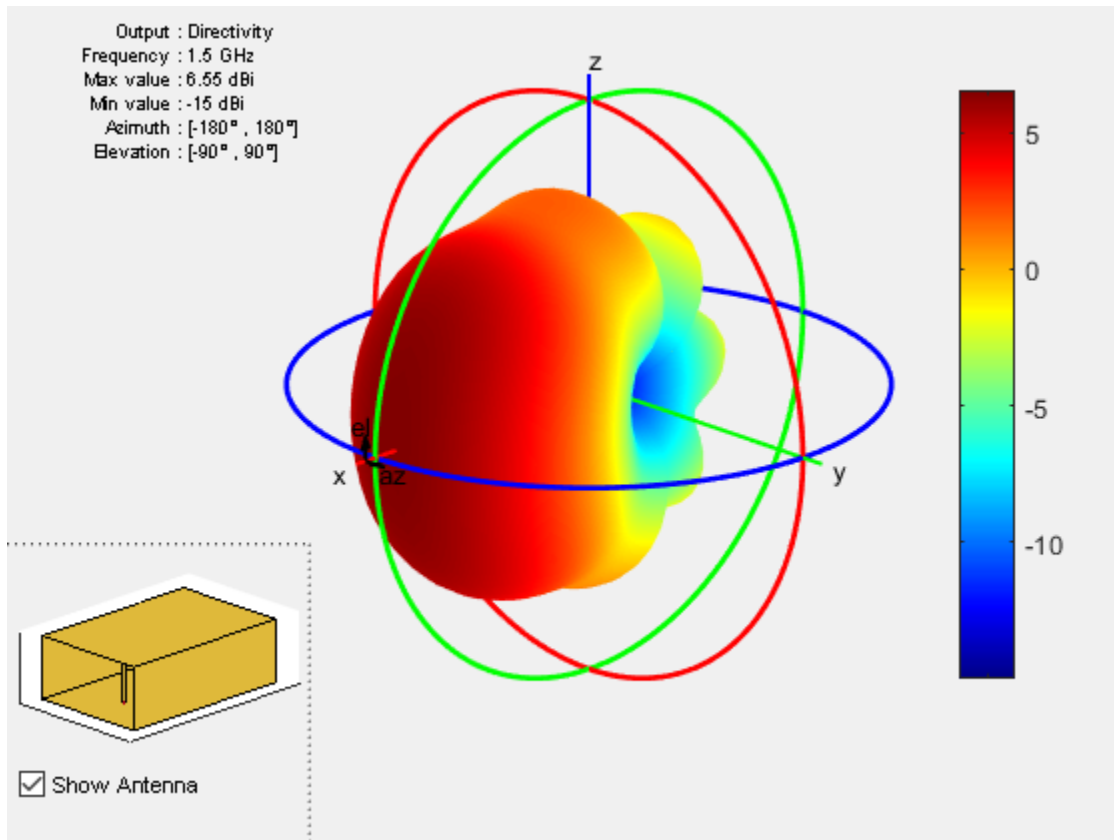 Output : Directivity
Frequency : 1.5 GHz
Max value : 6.55 dBi
Min value : -15 dBi
Azimuth : [-180° , 180°]
Elevation : [-90° , 90°]
z
5
0
-5
-10
el
x
az
y
Show Antenna